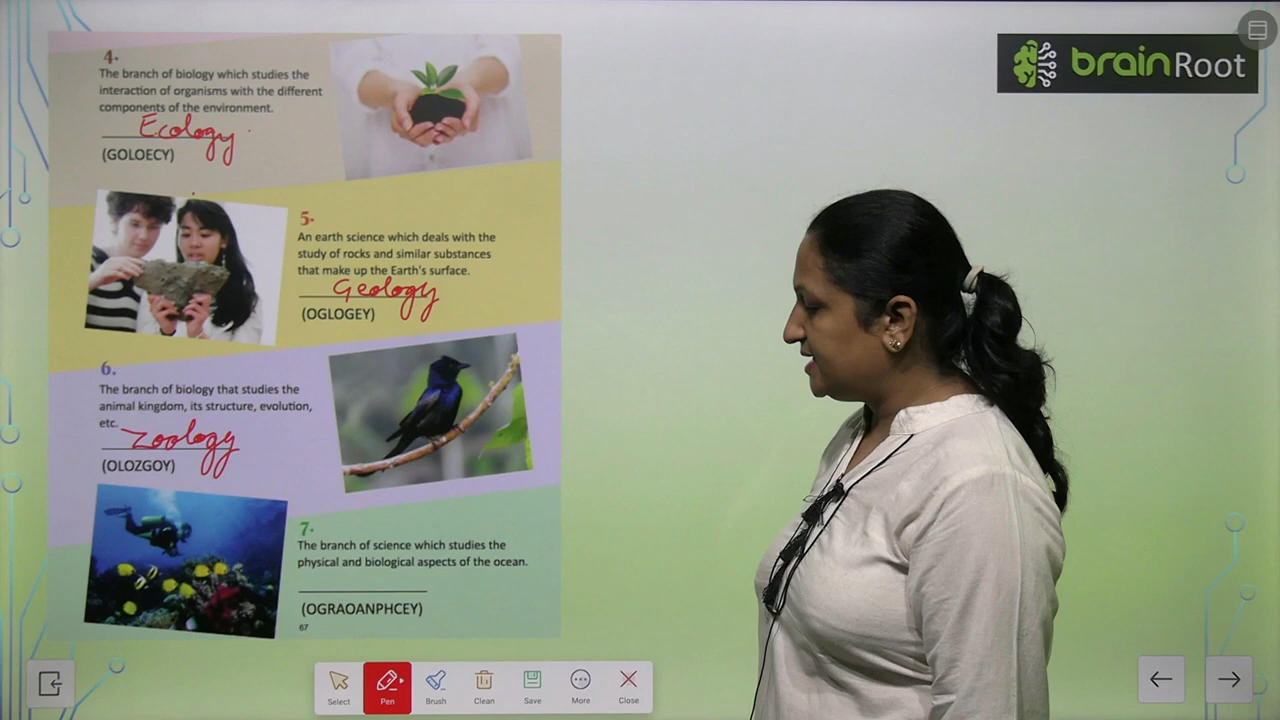 brainRoot
4.
The branch of biology which studies the
interaction of organisms with the different
components of the environment.
Ecology
(GOLOECY)
5.
An earth science which deals with the
study of rocks and similar substances
that make up the Earth's surface.
Geology
(OGLOGEY)
6.
The branch of biology that studies the
animal kingdom, its structure, evolution,
etc.
Zoology
(OLOZGOY)
7.
The branch of science which studies the
physical and biological aspects of the ocean.
(OGRAOANPHCEY)
67
Select Pen Brush Clean Save More Close